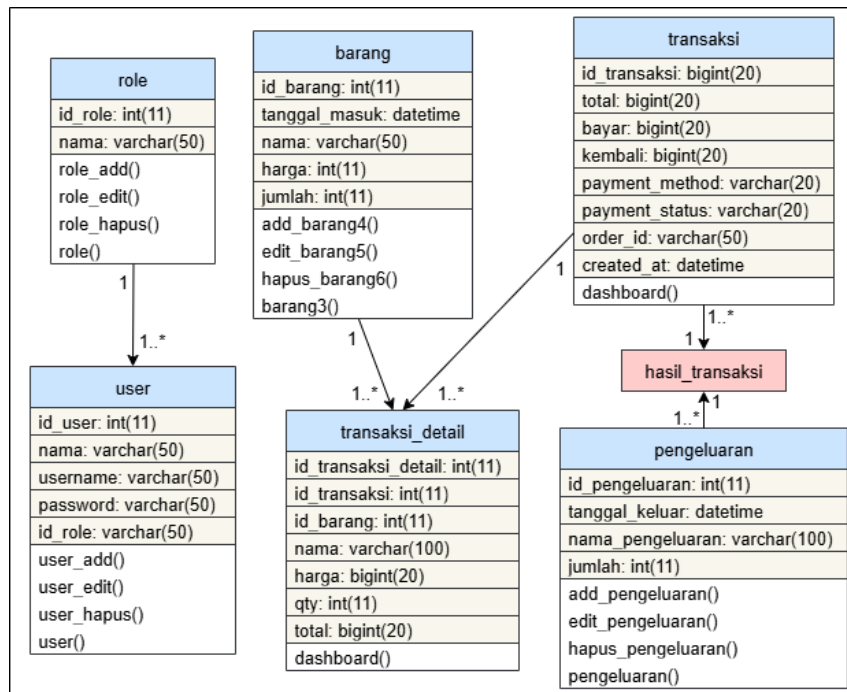 role
id_role: int(11)
nama: varchar(50)
role_add()
role_edit()
role_hapus()
role()
1
1..*
barang
id_barang: int(11)
tanggal_masuk: datetime
nama: varchar(50)
harga: int(11)
jumlah: int(11)
add_barang4()
edit_barang5()
hapus_barang6()
barang3()
1
1..*
transaksi
id_transaksi: bigint(20)
total: bigint(20)
bayar: bigint(20)
kembali: bigint(20)
payment_method: varchar(20)
payment_status: varchar(20)
order_id: varchar(50)
created_at: datetime
dashboard()
1
1..*
1..*
1
hasil_transaksi
1
1..*
user
id_user: int(11)
nama: varchar(50)
username: varchar(50)
password: varchar(50)
id_role: varchar(50)
user_add()
user_edit()
user_hapus()
user()
transaksi_detail
id_transaksi_detail: int(11)
id_transaksi: int(11)
id_barang: int(11)
nama: varchar(100)
harga: bigint(20)
qty: int(11)
total: bigint(20)
dashboard()
pengeluaran
id_pengeluaran: int(11)
tanggal_keluar: datetime
nama_pengeluaran: varchar(100)
jumlah: int(11)
add_pengeluaran()
edit_pengeluaran()
hapus_pengeluaran()
pengeluaran()